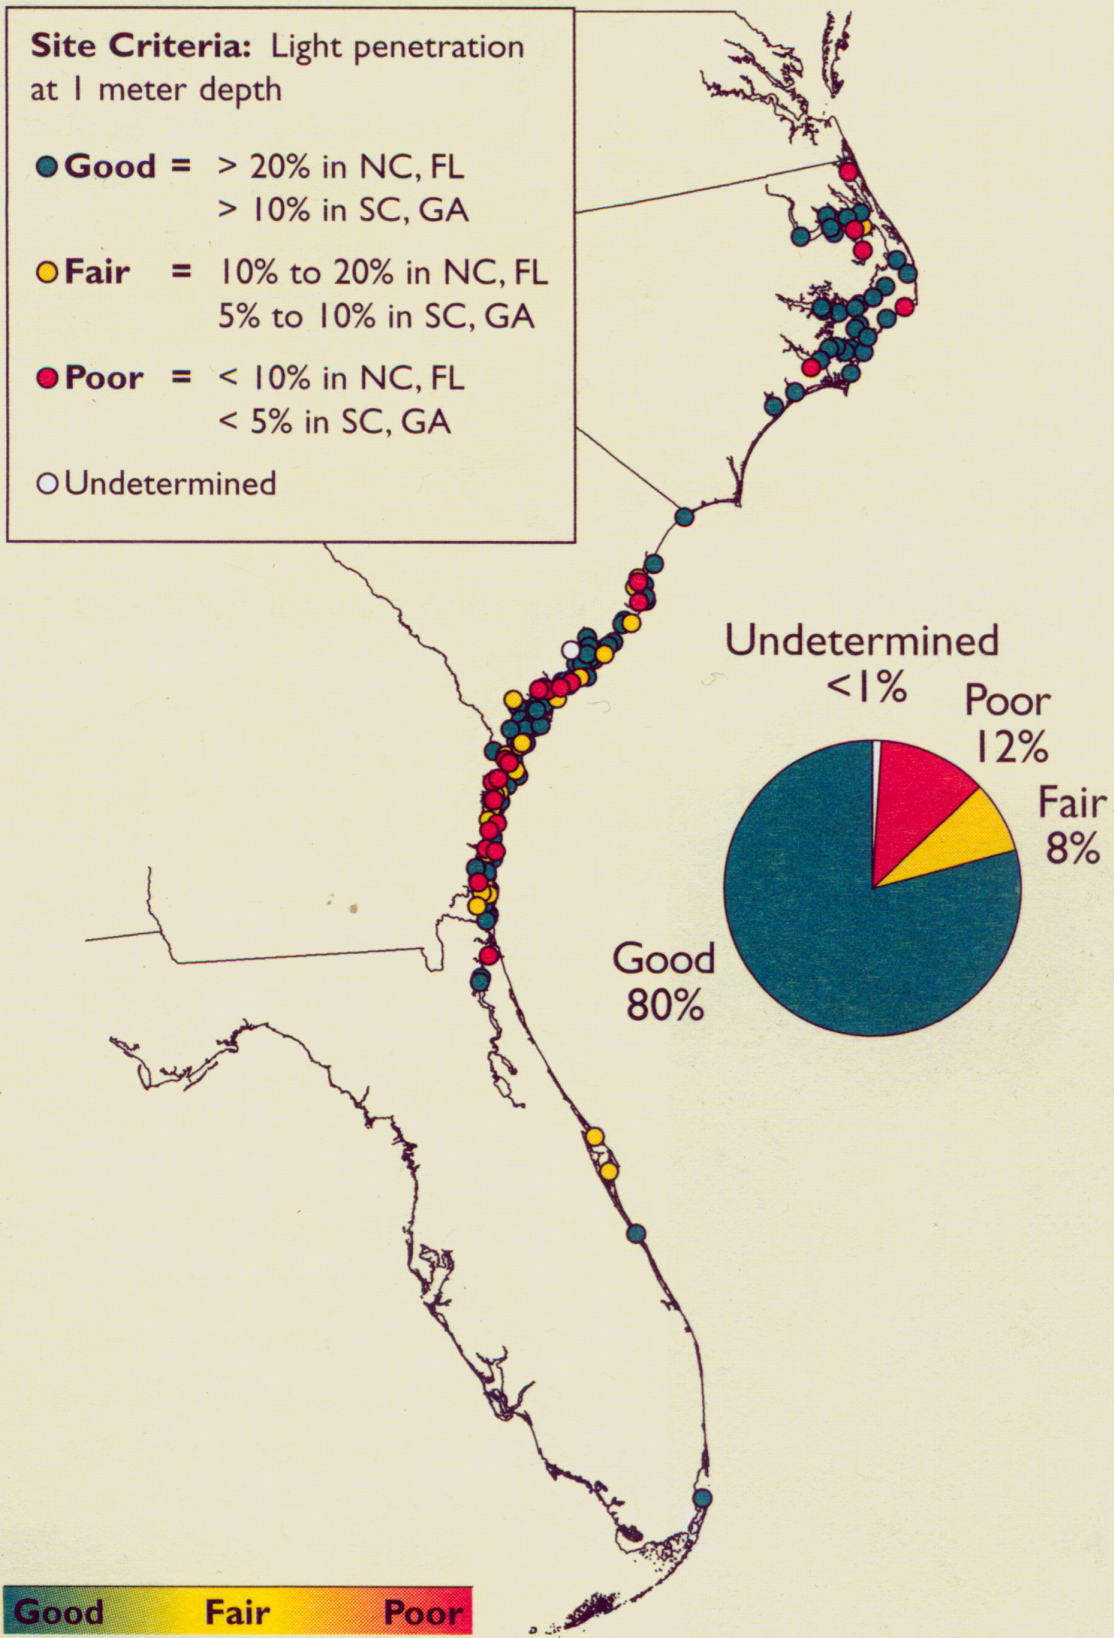 Site Criteria: Light penetration
at 1 meter depth
Good = > 20% in NC, FL
> 10% in SC, GA
Fair = 10% to 20% in NC, FL
5% to 10% in SC, GA
Poor = < 10% in NC, FL
< 5% in SC, GA
Undetermined
Undetermined
<1%
Poor
12%
Fair
8%
Good
80%
Good Fair Poor